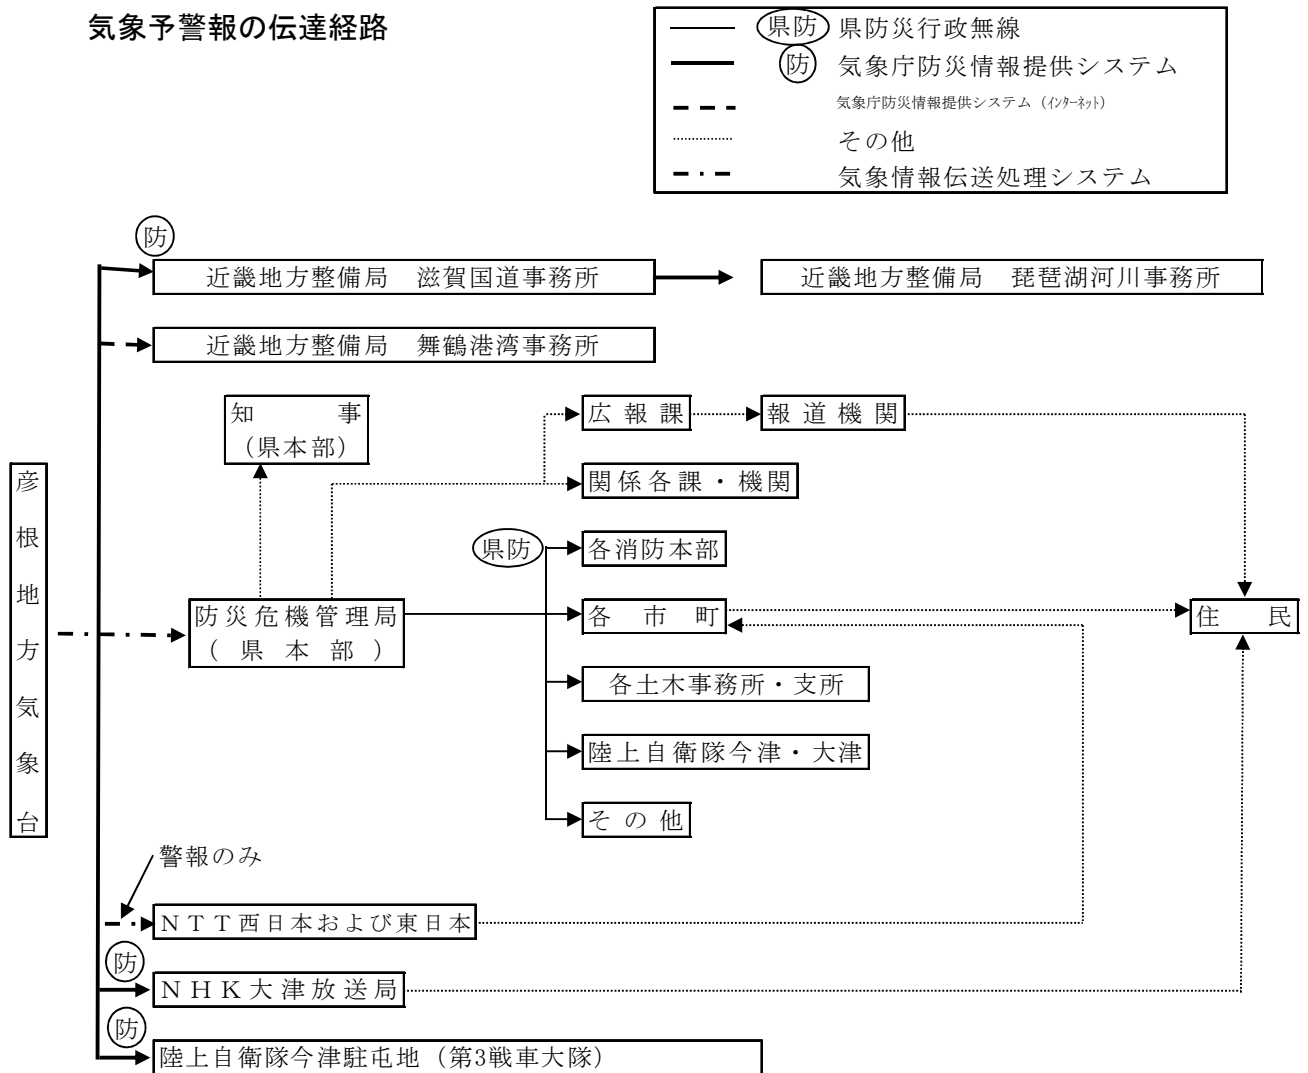 気象予警報の伝達経路
県防 県防災行政無線
防 気象庁防災情報提供システム
気象庁防災情報提供システム（ｲﾝﾀｰﾈｯﾄ）
その他
気象情報伝送処理システム
防
近畿地方整備局　滋賀国道事務所
近畿地方整備局　琵琶湖河川事務所
近畿地方整備局　舞鶴港湾事務所
知　　　事
（県本部）
広報課
報道機関
関係各課・機関
彦根地方気象台
県防
各消防本部
防災危機管理局
（県本部）
各　市　町
住　　民
各土木事務所・支所
陸上自衛隊今津・大津
その他
警報のみ
ＮＴＴ西日本および東日本
防
ＮＨＫ大津放送局
防
陸上自衛隊今津駐屯地（第3戦車大隊）